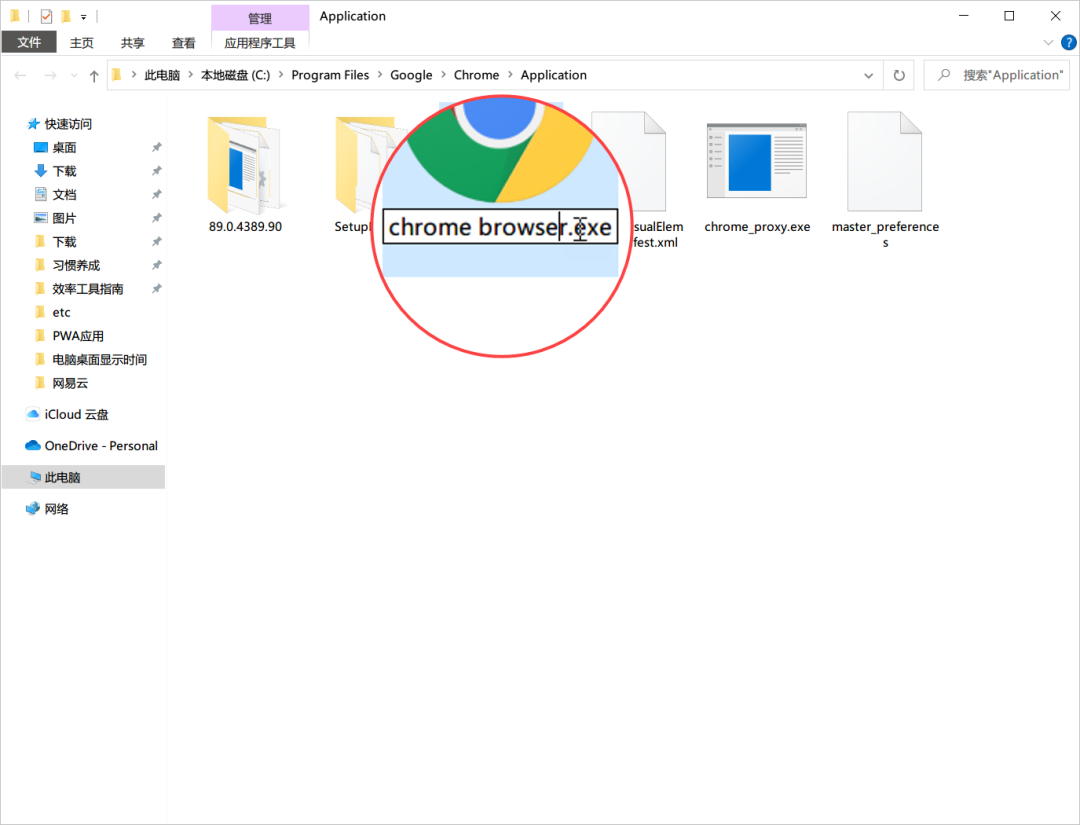 管理
Application
文件
主页
共享
查看
应用程序工具
此电脑
本地磁盘 (C:)
Program Files
Google
Chrome
Application
搜索"Application"
快速访问
桌面
下载
文档
图片
下载
习惯养成
效率工具指南
etc
PWA应用
电脑桌面显示时间
网易云
iCloud 云盘
OneDrive - Personal
此电脑
网络
89.0.4389.90
Setup
chrome browser.exe
sualElem
fest.xml
chrome_proxy.exe
master_preference
s